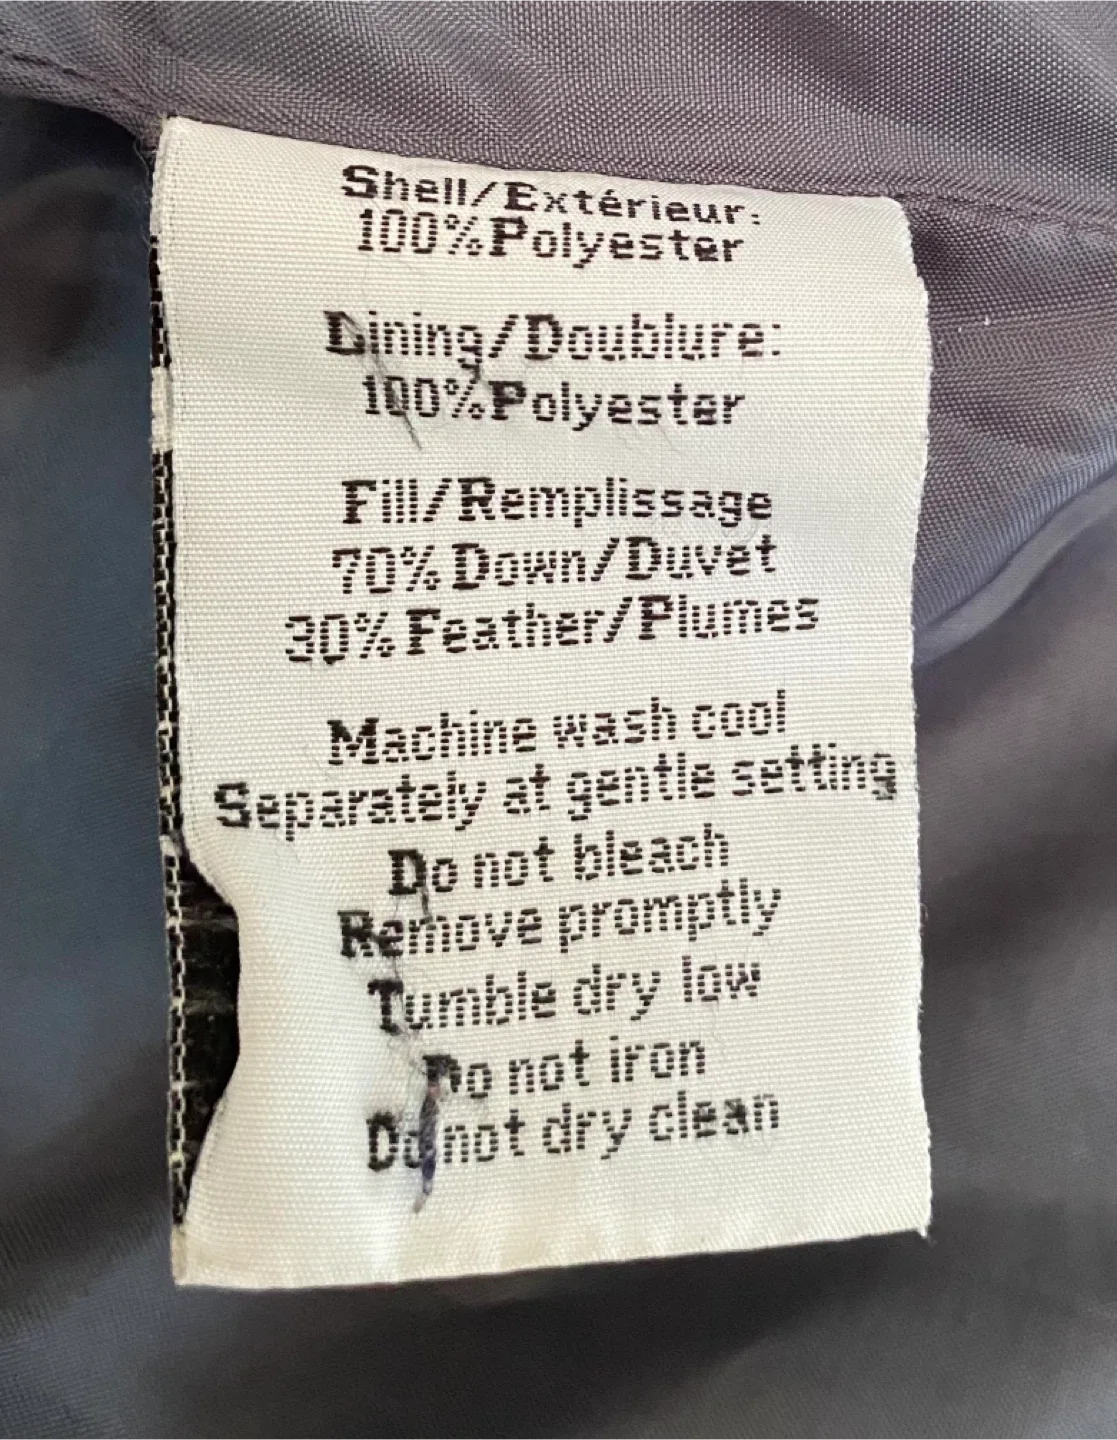 Shell/Extérieur:
100%Polyester
Lining/Doublure:
100%Polyester
Fill/Remplissage
70% Down/Duvet
30% Feather/Plumes
Machine wash cool
Separately at gentle setting
Do not bleach
Remove promptly
Tumble dry low
Do not iron
Do not dry clean